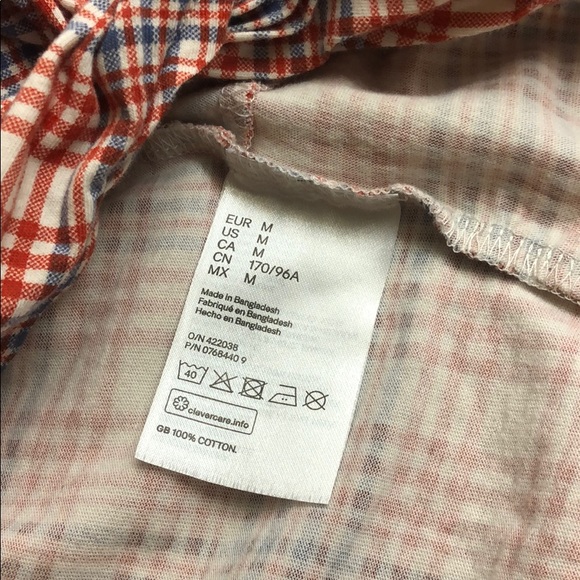 EUR M
US M
CA M
CN 170/96A
MX M
Made in Bangladesh
Fabriqué en Bangladesh
Hecho en Bangladesh
O/N 422038
P/N 0768440 9
40
clevercare.info
GB 100% COTTON.